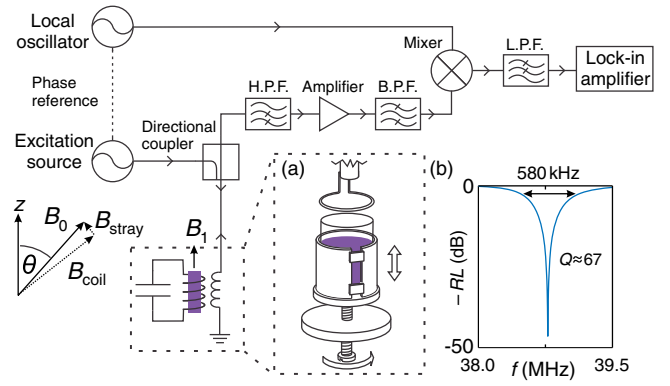 Local
oscillator
Mixer
L.P.F.
Lock-in
amplifier
Phase
reference
H.P.F.
Amplifier
B.P.F.
Excitation
source
Directional
coupler
(a)
(b)
580 kHz
0
Q≈67
−RL (dB)
-50
38.0
f (MHz)
39.5
z
B0
Bstray
θ
Bcoil
B1